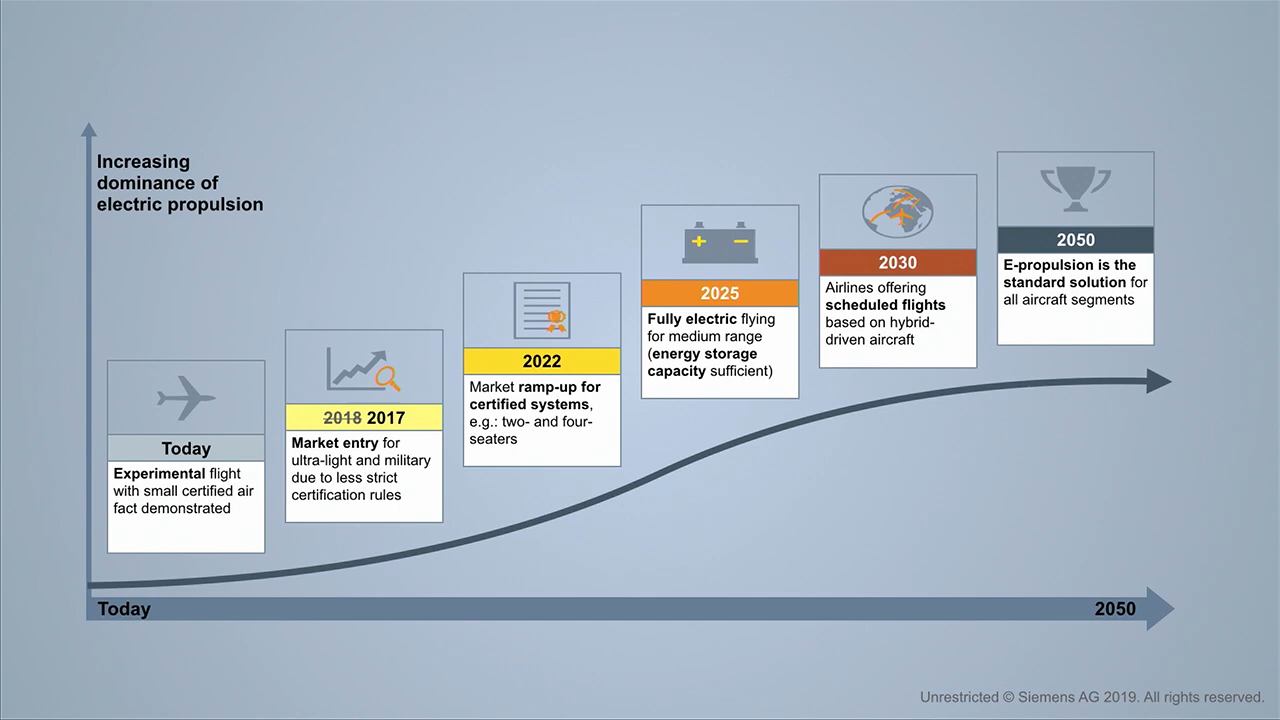 Increasing
dominance of
electric propulsion
Today
Experimental flight
with small certified air
fact demonstrated
2018 2017
Market entry for
ultra-light and military
due to less strict
certification rules
2022
Market ramp-up for
certified systems,
e.g.: two- and four-
seaters
+ −
2025
Fully electric flying
for medium range
(energy storage
capacity sufficient)
2030
Airlines offering
scheduled flights
based on hybrid-
driven aircraft
2050
E-propulsion is the
standard solution for
all aircraft segments
Today
2050
Unrestricted © Siemens AG 2019. All rights reserved.